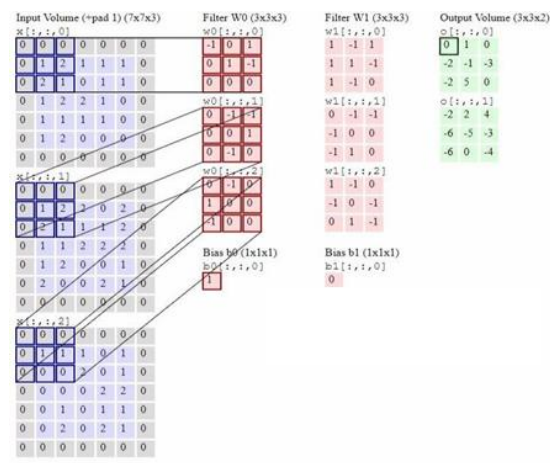 Input Volume (+pad 1) (7x7x3)
x[:,:,0]
0 0 0 0 0 0 0
0 1 2 1 1 1 0
0 2 1 0 1 1 0
0 1 2 2 1 0 0
0 1 1 1 1 0 0
0 1 2 0 0 0 0
0 0 0 0 0 0 0
x[:,:,1]
0 0 0 0 0 0 0
0 1 2 2 0 2 0
0 2 1 1 1 2 0
0 1 1 2 2 2 0
0 1 2 0 0 1 0
0 2 0 0 2 1 0
0 0 0 0 0 0 0
x[:,:,2]
0 0 0 0 0 0 0
0 1 1 1 0 1 0
0 0 0 2 0 1 0
0 0 0 0 2 2 0
0 0 1 0 1 1 0
0 0 2 0 2 1 0
0 0 0 0 0 0 0
Filter W0 (3x3x3)
w0[:,:,0]
-1 0 1
0 1 -1
0 0 0
w0[:,:,1]
0 -1 -1
0 0 1
0 -1 0
w0[:,:,2]
0 -1 0
1 0 0
-1 0 0
Bias b0 (1x1x1)
b0[:,:,0]
1
Filter W1 (3x3x3)
w1[:,:,0]
1 -1 1
1 1 -1
1 -1 0
w1[:,:,1]
0 -1 -1
-1 0 0
-1 1 0
w1[:,:,2]
1 -1 0
-1 0 -1
0 1 -1
Bias b1 (1x1x1)
b1[:,:,0]
0
Output Volume (3x3x2)
o[:,:,0]
0 1 0
-2 -1 -3
-2 5 0
o[:,:,1]
-2 2 4
-6 -5 -3
-6 0 -4